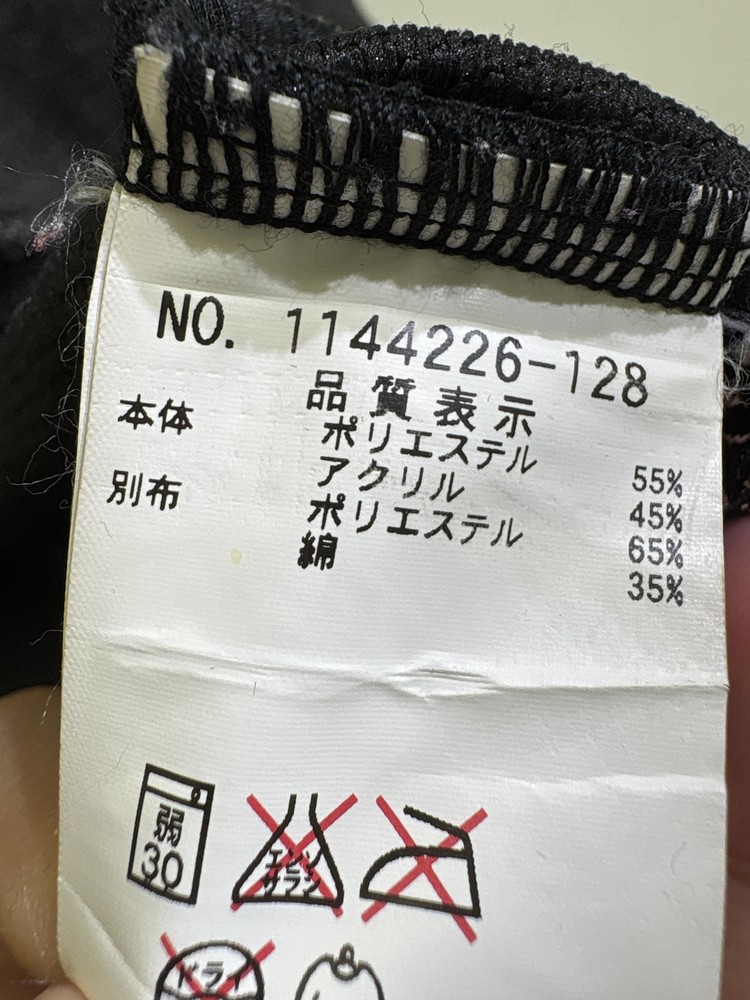 NO. 1144226-128
品質表示
本体 ポリエステル 55%
アクリル 45%
別布 ポリエステル 65%
綿 35%
弱
30
エンソ
サラシ
ドライ